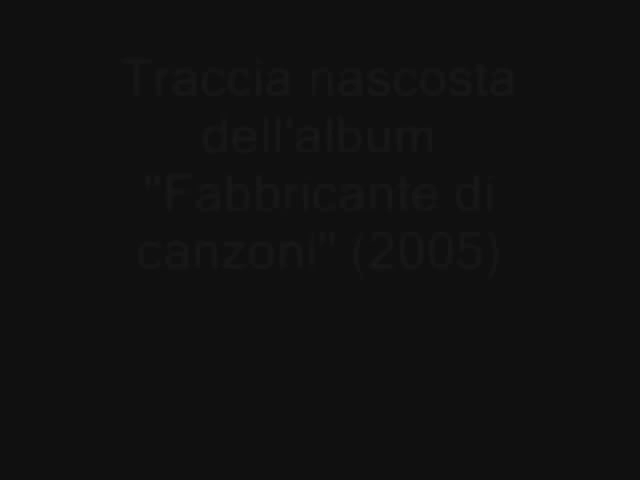 Traccia nascosta
dell'album
"Fabbricante di
canzoni" (2005)